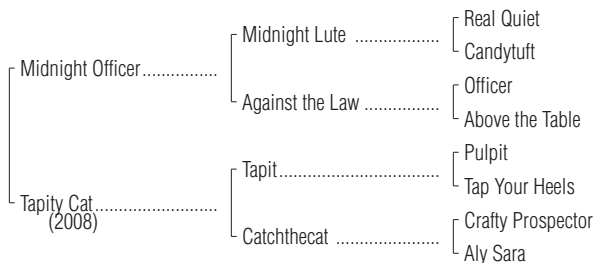 Real Quiet
Midnight Lute ...................
Candytuft
Midnight Officer................
Officer
Against the Law .................
Above the Table
Pulpit
Tapit....................................
Tap Your Heels
Tapity Cat..........................
(2008)
Crafty Prospector
Catchthecat .......................
Aly Sara